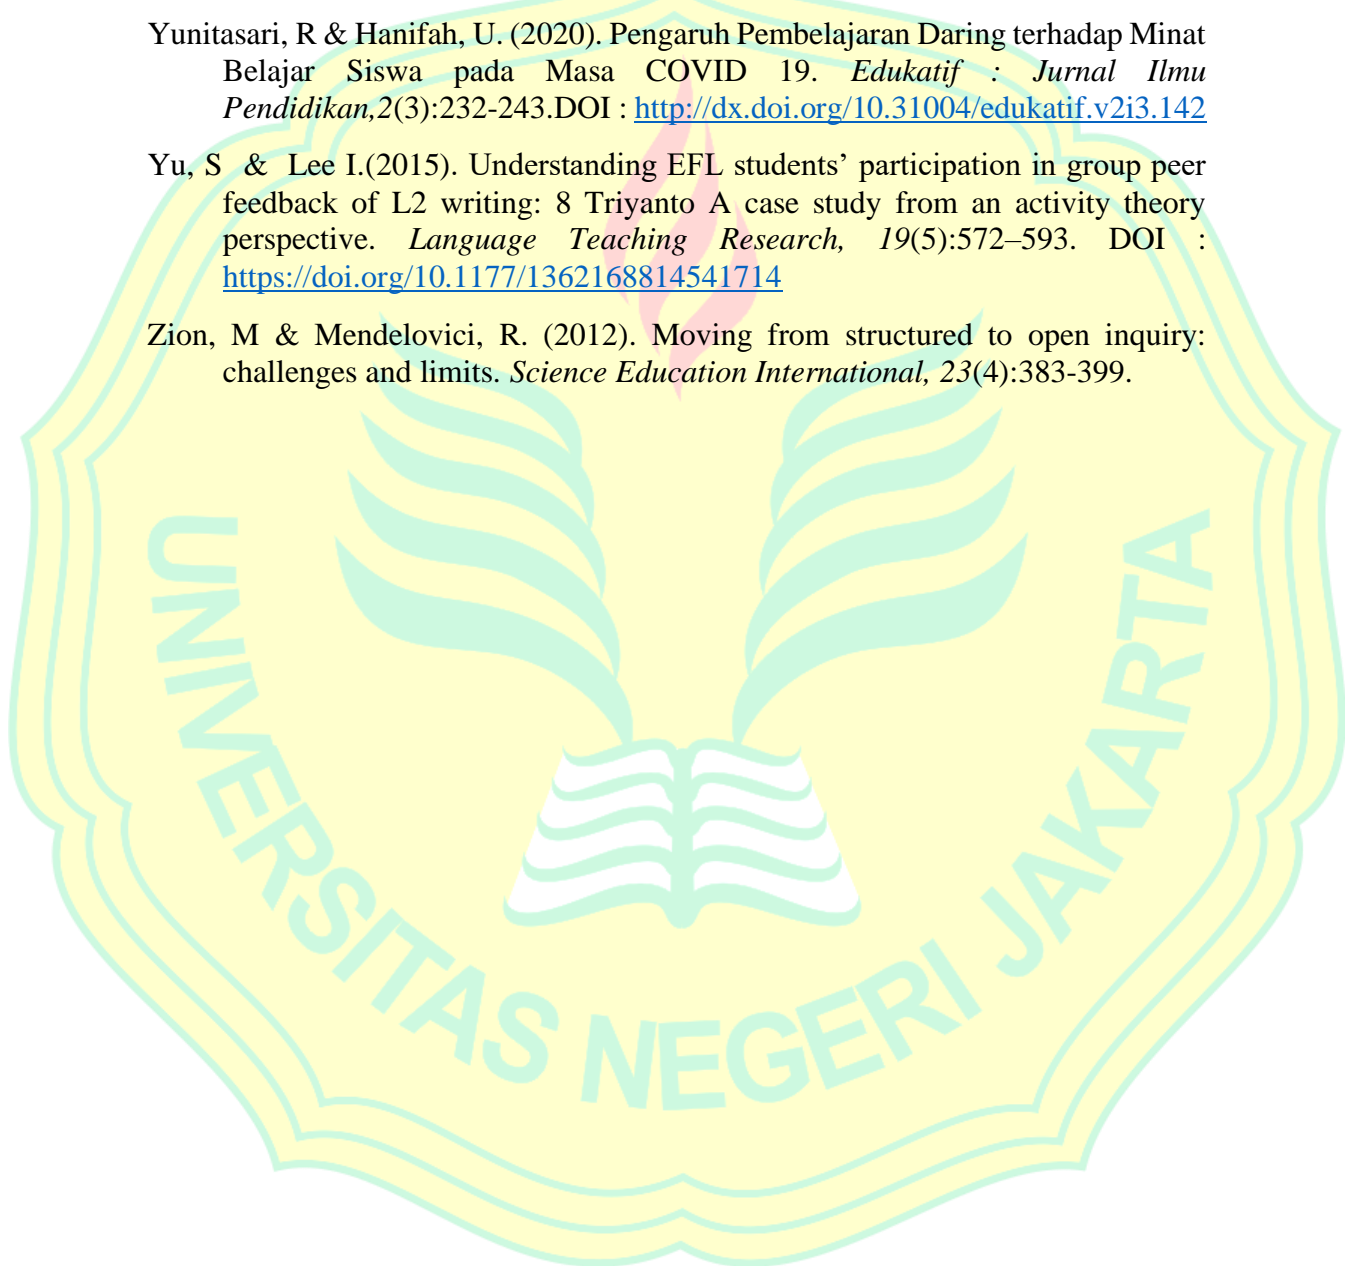 Yunitasari, R & Hanifah, U. (2020). Pengaruh Pembelajaran Daring terhadap Minat
Belajar Siswa pada Masa COVID 19. Edukatif : Jurnal Ilmu
Pendidikan,2(3):232-243.DOI : http://dx.doi.org/10.31004/edukatif.v2i3.142
Yu, S & Lee I.(2015). Understanding EFL students’ participation in group peer
feedback of L2 writing: 8 Triyanto A case study from an activity theory
perspective. Language Teaching Research, 19(5):572–593. DOI :
https://doi.org/10.1177/1362168814541714
Zion, M & Mendelovici, R. (2012). Moving from structured to open inquiry:
challenges and limits. Science Education International, 23(4):383-399.
UNIVERSITAS NEGERI JAKARTA